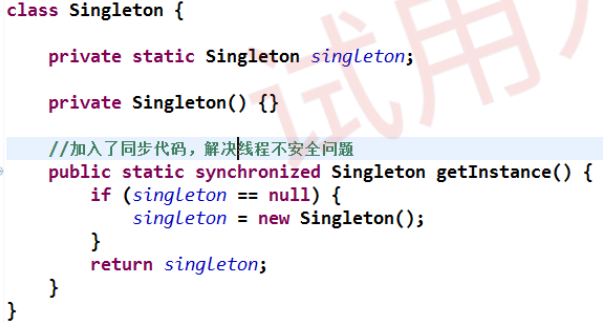 class Singleton {
private static Singleton singleton;
private Singleton() {}
//加入了同步代码，解决线程不安全问题
public static synchronized Singleton getInstance() {
if (singleton == null) {
singleton = new Singleton();
}
return singleton;
}
}
试用